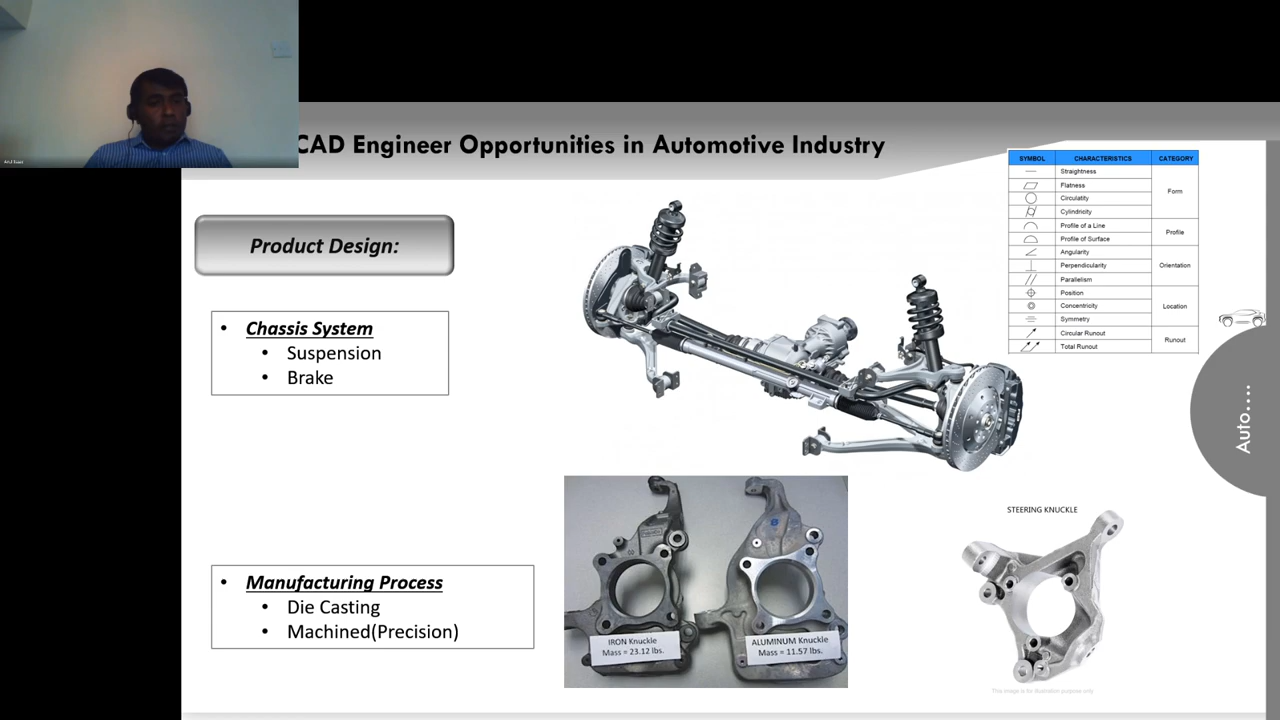 CAD Engineer Opportunities in Automotive Industry
Product Design:
• Chassis System
• Suspension
• Brake
• Manufacturing Process
• Die Casting
• Machined(Precision)
SYMBOL CHARACTERISTICS CATEGORY
Straightness
Flatness
Circulatity
Cylindricity
Form
Profile of a Line
Profile of Surface
Profile
Angularity
Perpendicularity
Parallelism
Orientation
Position
Concentricity
Symmetry
Location
Circular Runout
Total Runout
Runout
Auto....
IRON Knuckle
Mass = 23.12 lbs.
ALUMINUM Knuckle
Mass = 11.57 lbs.
STEERING KNUCKLE
This image is for illustration purpose only